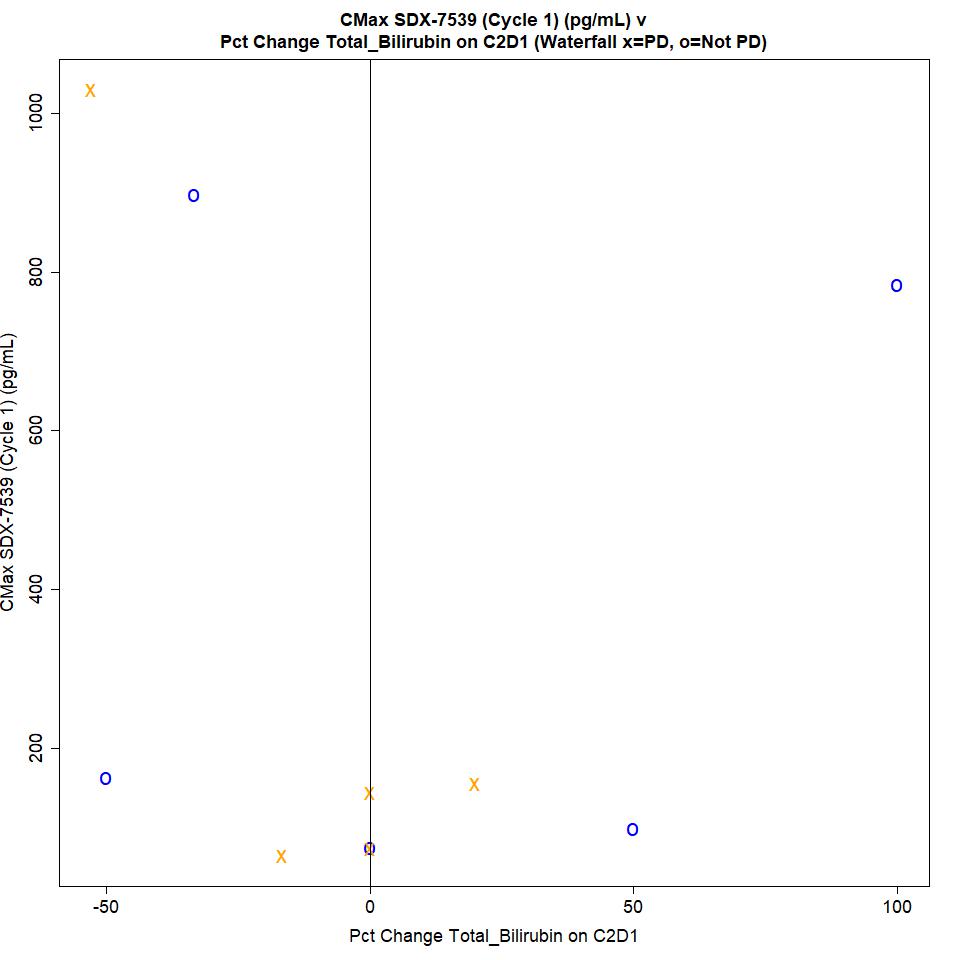 CMax SDX-7539 (Cycle 1) (pg/mL) v
Pct Change Total_Bilirubin on C2D1 (Waterfall x=PD, o=Not PD)
CMax SDX-7539 (Cycle 1) (pg/mL)
1000
800
600
400
200
X
O
O
O
X
X
O
X
O
X
-50
0
50
100
Pct Change Total_Bilirubin on C2D1